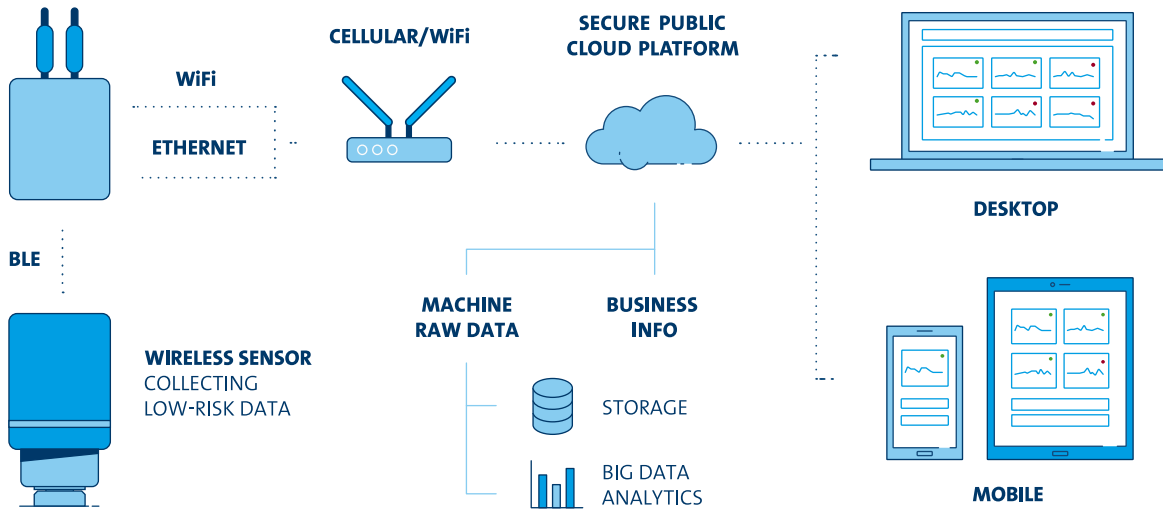 WiFi
ETHERNET
CELLULAR/WiFi
SECURE PUBLIC
CLOUD PLATFORM
DESKTOP
BLE
WIRELESS SENSOR
COLLECTING
LOW-RISK DATA
MACHINE
RAW DATA
BUSINESS
INFO
STORAGE
BIG DATA
ANALYTICS
MOBILE